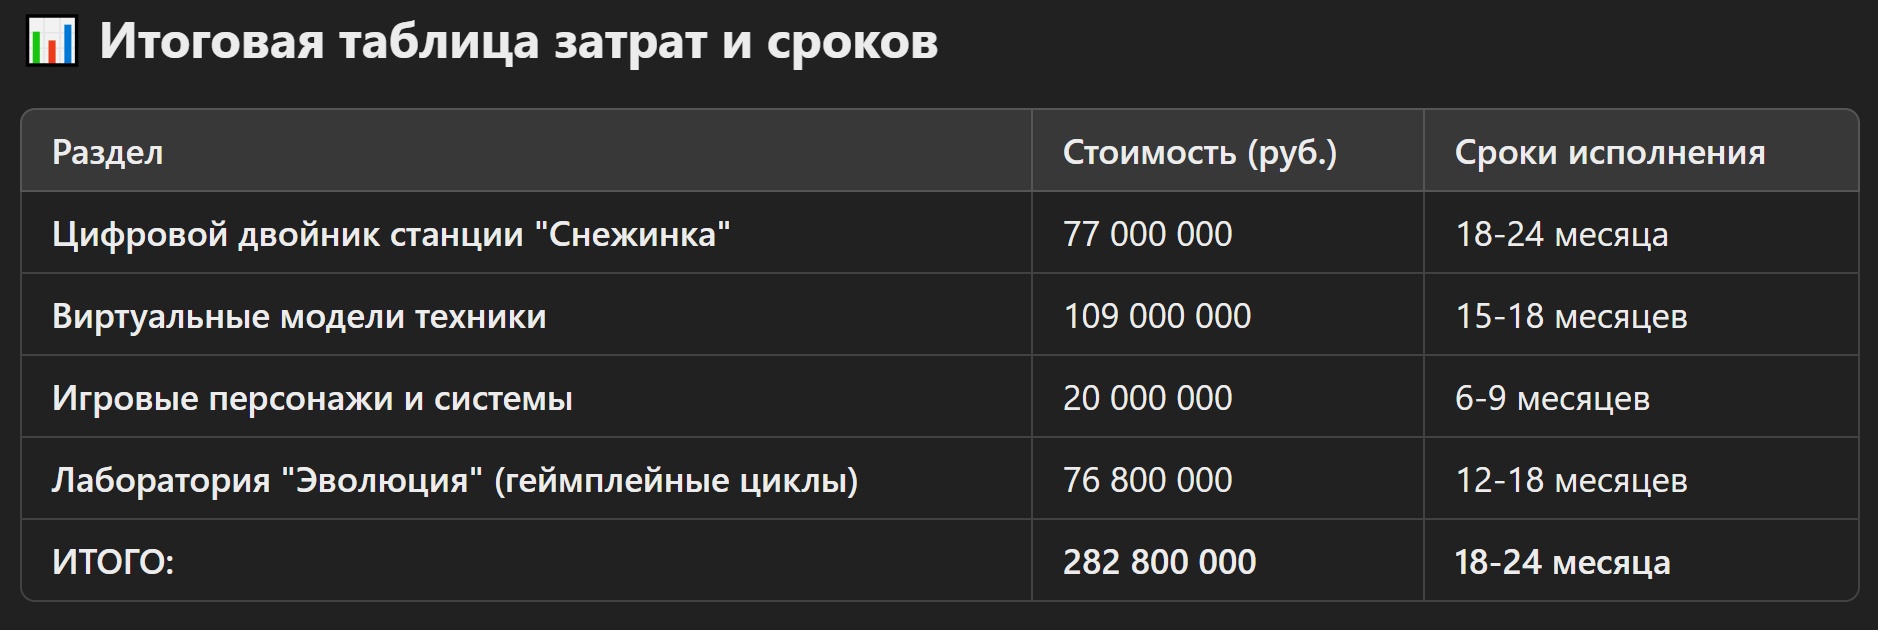 Итоговая таблица затрат и сроков
Раздел Стоимость (руб.) Сроки исполнения
Цифровой двойник станции "Снежинка" 77 000 000 18-24 месяца
Виртуальные модели техники 109 000 000 15-18 месяцев
Игровые персонажи и системы 20 000 000 6-9 месяцев
Лаборатория "Эволюция" (геймплейные циклы) 76 800 000 12-18 месяцев
ИТОГО: 282 800 000 18-24 месяца